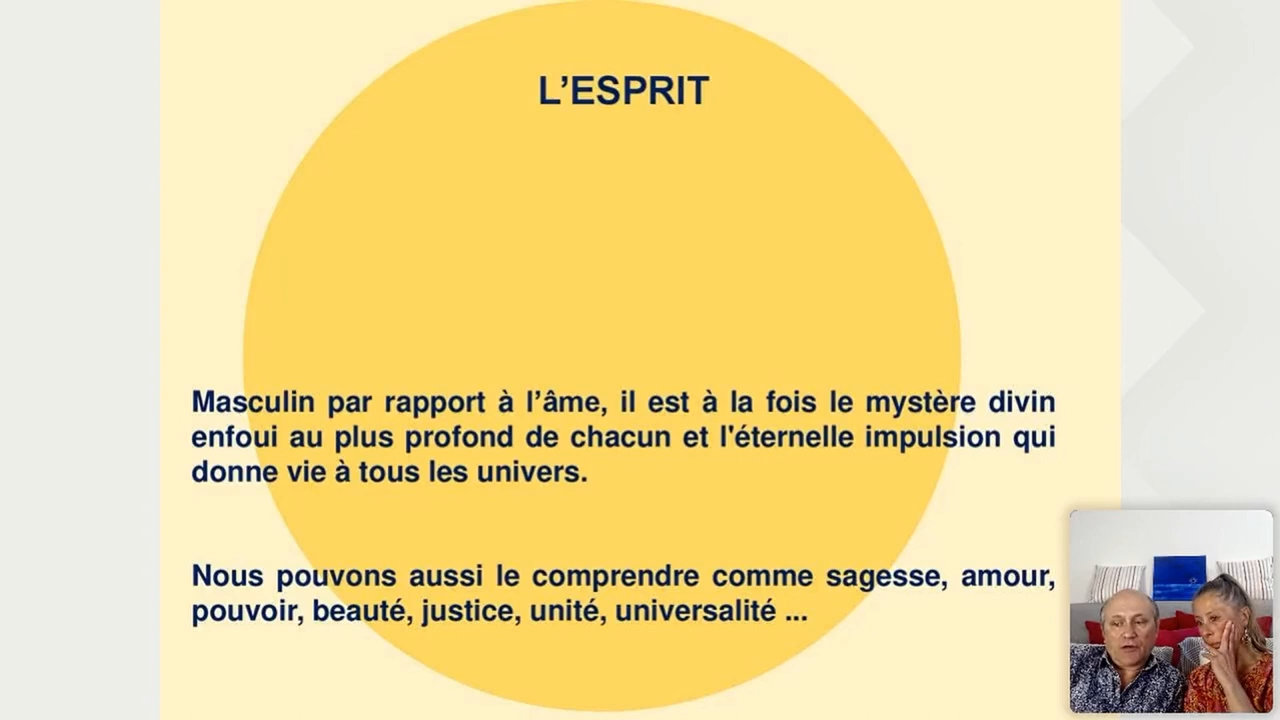 L’ESPRIT
Masculin par rapport à l’âme, il est à la fois le mystère divin
enfoui au plus profond de chacun et l'éternelle impulsion qui
donne vie à tous les univers.
Nous pouvons aussi le comprendre comme sagesse, amour,
pouvoir, beauté, justice, unité, universalité ...